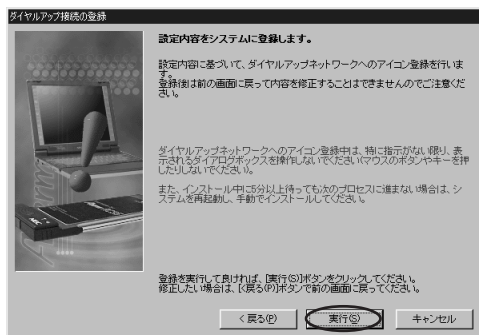 ダイヤルアップ接続の登録
設定内容をシステムに登録します。
設定内容に基づいて、ダイヤルアップネットワークへのアイコン登録を行いま
す。
登録後は前の画面に戻って内容を修正することはできませんのでご注意くだ
さい。
ダイヤルアップネットワークへのアイコン登録中は、特に指示がない限り、表
示されるダイアログボックスを操作しないでください(マウスのボタンやキーを押
したりしないでください)。
また、インストール中に5分以上待っても次のプロセスに進まない場合は、シ
ステムを再起動し、手動でインストールしてください。
登録を実行して良ければ、[実行(S)]ボタンをクリックしてください。
修正したい場合は、[<戻る(P)]ボタンで前の画面に戻ってください。
< 戻る(P)
実行(S)
キャンセル